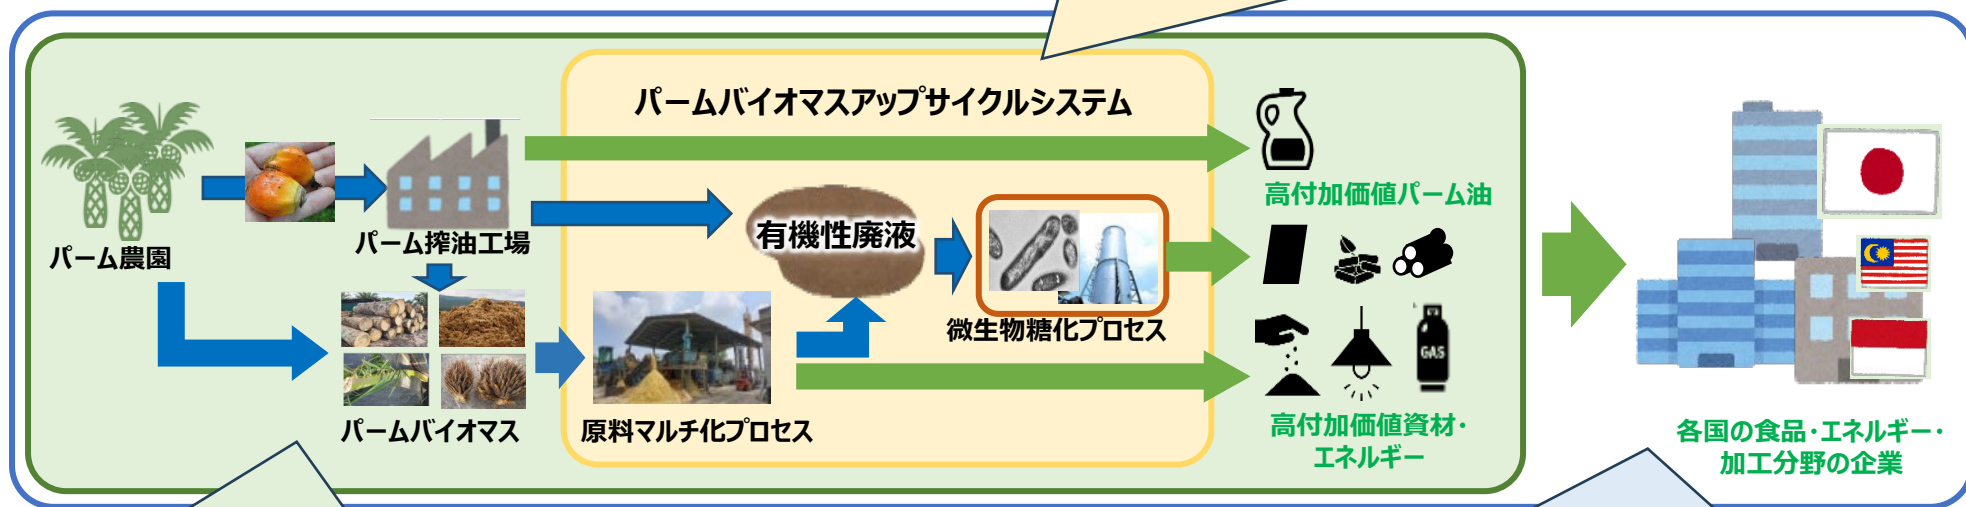 パームバイオマスアップサイクルシステム
パーム農園
パーム搾油工場
有機性廃液
微生物糖化プロセス
パームバイオマス
原料マルチ化プロセス
高付加価値パーム油
GAS
高付加価値資材・
エネルギー
各国の食品・エネルギー・
加工分野の企業